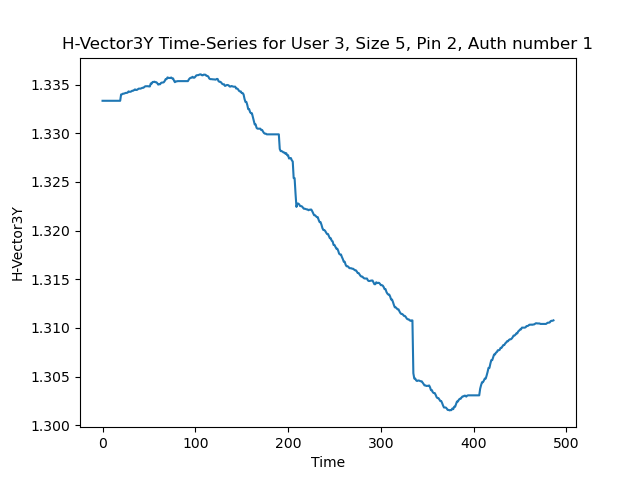 H-Vector3Y Time-Series for User 3, Size 5, Pin 2, Auth number 1
H-Vector3Y
1.335
1.330
1.325
1.320
1.315
1.310
1.305
1.300
0 100 200 300 400 500
Time